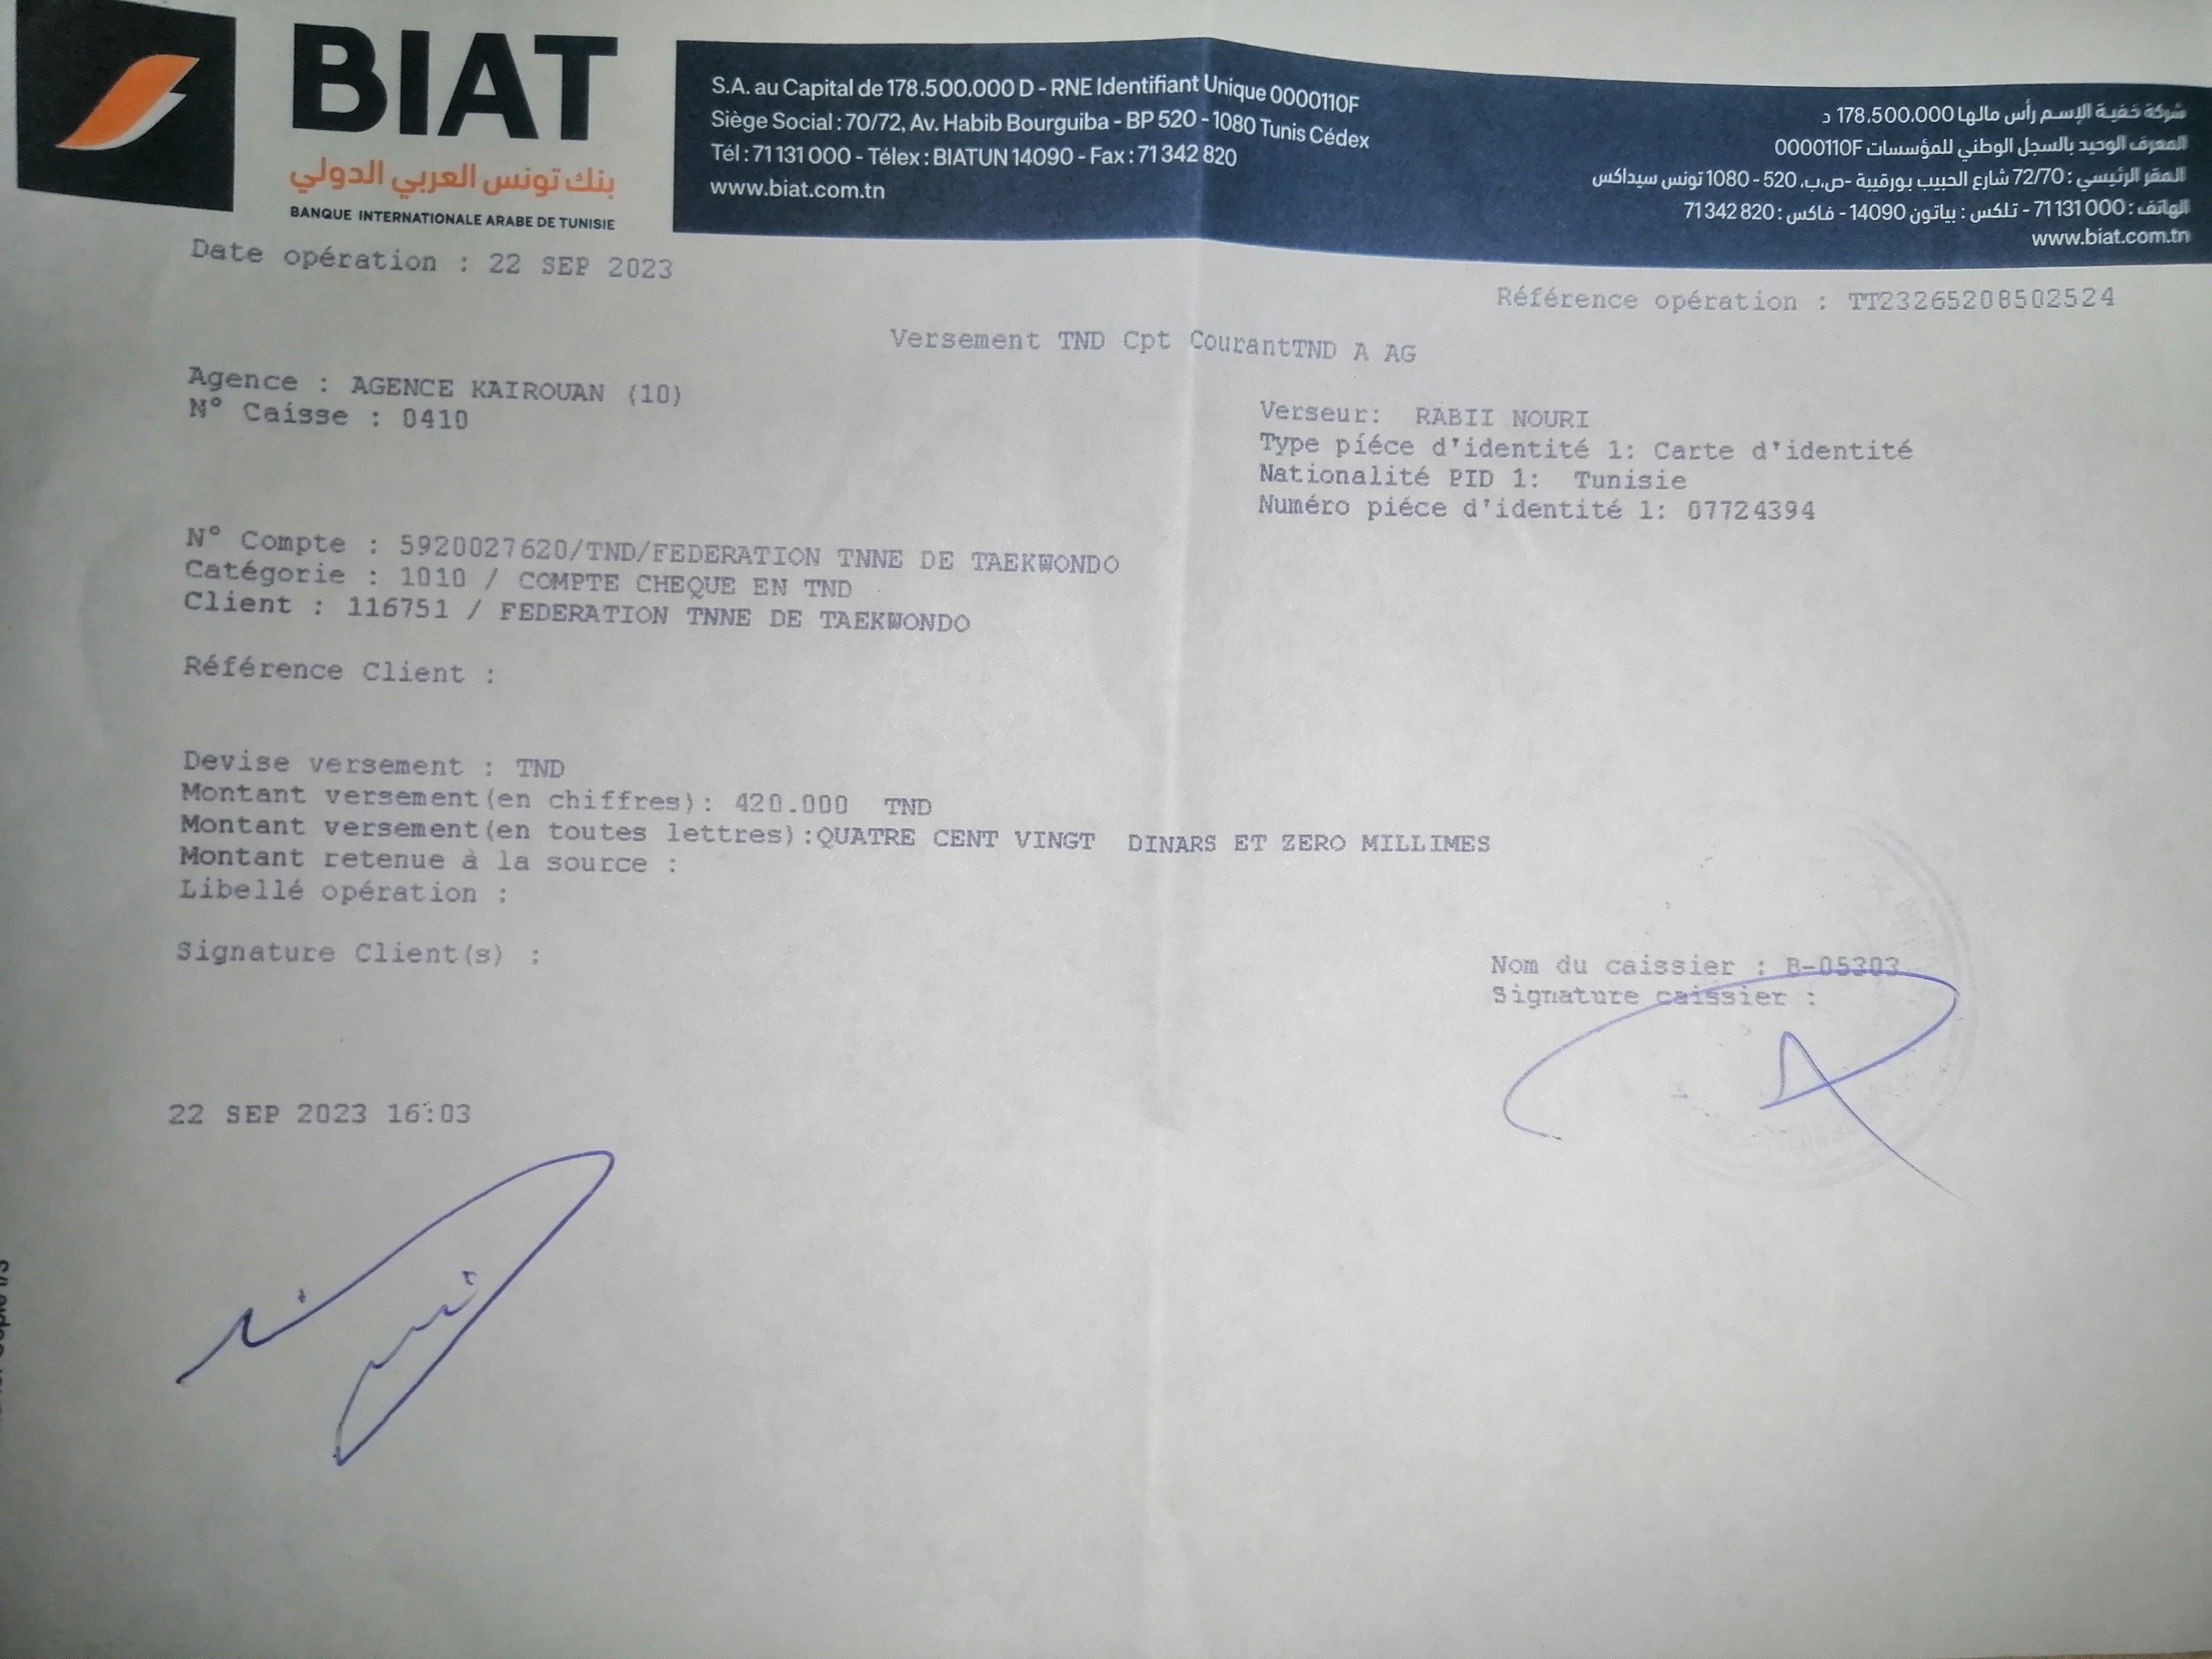 BIAT
بنك تونس العربي الدولي
BANQUE INTERNATIONALE ARABE DE TUNISIE
S.A. au Capital de 178.500.000 D - RNE Identifiant Unique 0000110F
Siège Social : 70/72, Av. Habib Bourguiba - BP 520 - 1080 Tunis Cédex
Tél : 71 131 000 - Télex : BIATUN 14090 - Fax : 71 342 820
www.biat.com.tn
شركة خفية الإسم رأس مالها 178.500.000 د
المعرف الوحيد بالسجل الوطني للمؤسسات 0000110F
المقر الرئيسي : 72/70 شارع الحبيب بورقيبة -ص.ب. 520 - 1080 تونس سيداكس
الهاتف : 71 131 000 - تلكس : بياتون 14090 - فاكس : 71 342 820
www.biat.com.tn
Date opération : 22 SEP 2023
Référence opération : TT23265208502524
Versement TND Cpt CourantTND A AG
Agence : AGENCE KAIROUAN (10)
N° Caisse : 0410
Verseur: RABII NOURI
Type piéce d'identité 1: Carte d'identité
Nationalité PID 1: Tunisie
Numéro piéce d'identité 1: 07724394
N° Compte : 5920027620/TND/FEDERATION TNNE DE TAEKWONDO
Catégorie : 1010 / COMPTE CHEQUE EN TND
Client : 116751 / FEDERATION TNNE DE TAEKWONDO
Référence Client :
Devise versement : TND
Montant versement(en chiffres): 420.000 TND
Montant versement(en toutes lettres):QUATRE CENT VINGT DINARS ET ZERO MILLIMES
Montant retenue à la source :
Libellé opération :
Signature Client(s) :
Nom du caissier : B-05303
Signature caissier :
22 SEP 2023 16:03